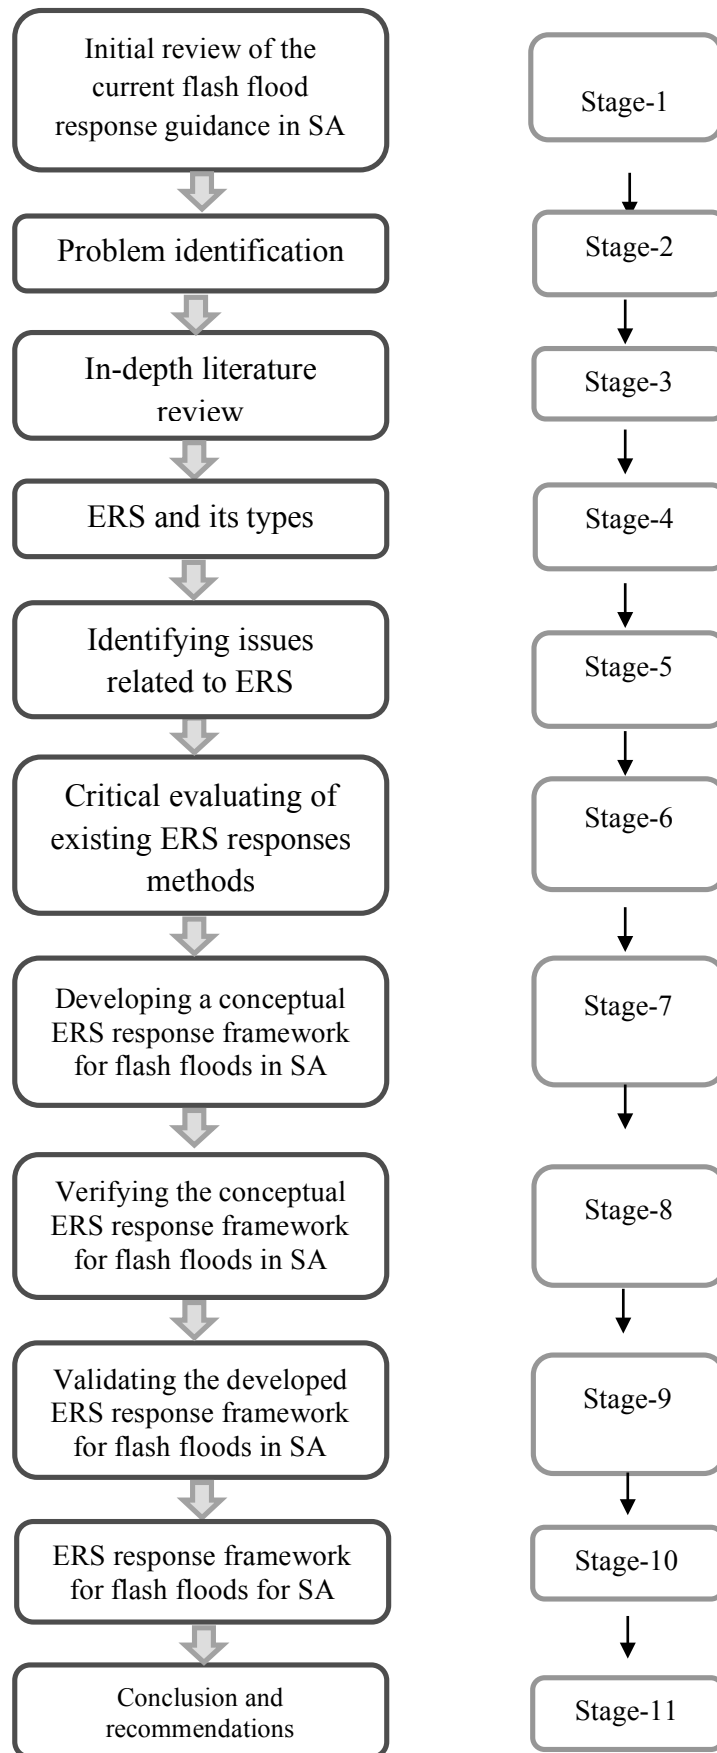 Initial review of the
current flash flood
response guidance in SA
Stage-1
Problem identification
Stage-2
In-depth literature
review
Stage-3
ERS and its types
Stage-4
Identifying issues
related to ERS
Stage-5
Critical evaluating of
existing ERS responses
methods
Stage-6
Developing a conceptual
ERS response framework
for flash floods in SA
Stage-7
Verifying the conceptual
ERS response framework
for flash floods in SA
Stage-8
Validating the developed
ERS response framework
for flash floods in SA
Stage-9
ERS response framework
for flash floods for SA
Stage-10
Conclusion and
recommendations
Stage-11